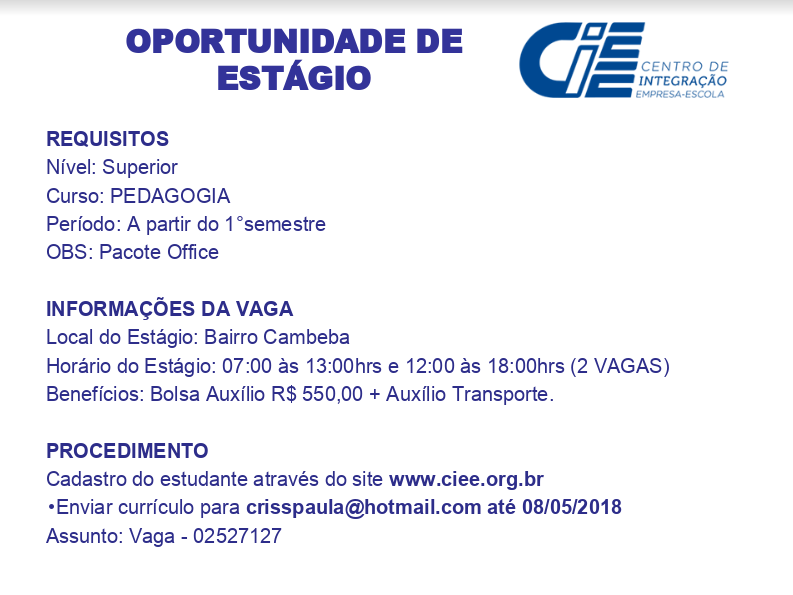 OPORTUNIDADE DE
ESTÁGIO
CIEE
CENTRO DE
INTEGRAÇÃO
EMPRESA-ESCOLA
REQUISITOS
Nível: Superior
Curso: PEDAGOGIA
Período: A partir do 1°semestre
OBS: Pacote Office
INFORMAÇÕES DA VAGA
Local do Estágio: Bairro Cambeba
Horário do Estágio: 07:00 às 13:00hrs e 12:00 às 18:00hrs (2 VAGAS)
Benefícios: Bolsa Auxílio R$ 550,00 + Auxílio Transporte.
PROCEDIMENTO
Cadastro do estudante através do site www.ciee.org.br
•Enviar currículo para crisspaula@hotmail.com até 08/05/2018
Assunto: Vaga - 02527127